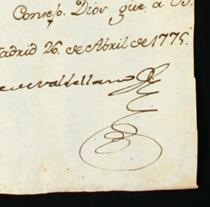 Consejo. Dios gue a
Madrid 26. de Abril de 1775.